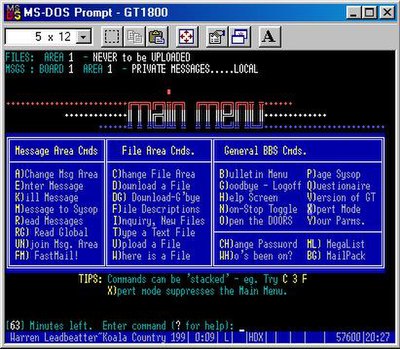 MS-DOS Prompt - GT1800
5 x 12
A
FILES: AREA 1 - NEVER to be UPLOADED
MSGS : BOARD 1 AREA 1 - PRIVATE MESSAGES.....LOCAL
main menu
Message Area Cmds
A)Change Msg Area
E)nter Message
K)ill Message
M)essage to Sysop
R)ead Messages
RG) Read Global
VN)join Msg. Area
FM) FastMail!
File Area Cmds.
C)hange File Area
D)ownload a File
DG) Download-G'bye
F)ile Descriptions
I)nquiry, New Files
T)ype a Text File
U)pload a File
W)here is a File
General BBS Cmds.
B)ulletin Menu P)age Sysop
G)oodbye - Logoff Q)uestionaire
H)elp Screen V)ersion of GT
N)on-Stop Toggle X)pert Mode
O)pen the DOORS Y)our Parms.
CH)ange Password ML) MegaList
WH)o's been on? BG) MailPack
TIPS: Commands can be 'stacked' - eg. Try C 3 F
X)pert mode suppresses the Main Menu.
(63) Minutes left. Enter command (? for help): _
Warren Leadbeatter~Koala Country 199 0:09 L HDX 57600 20:27